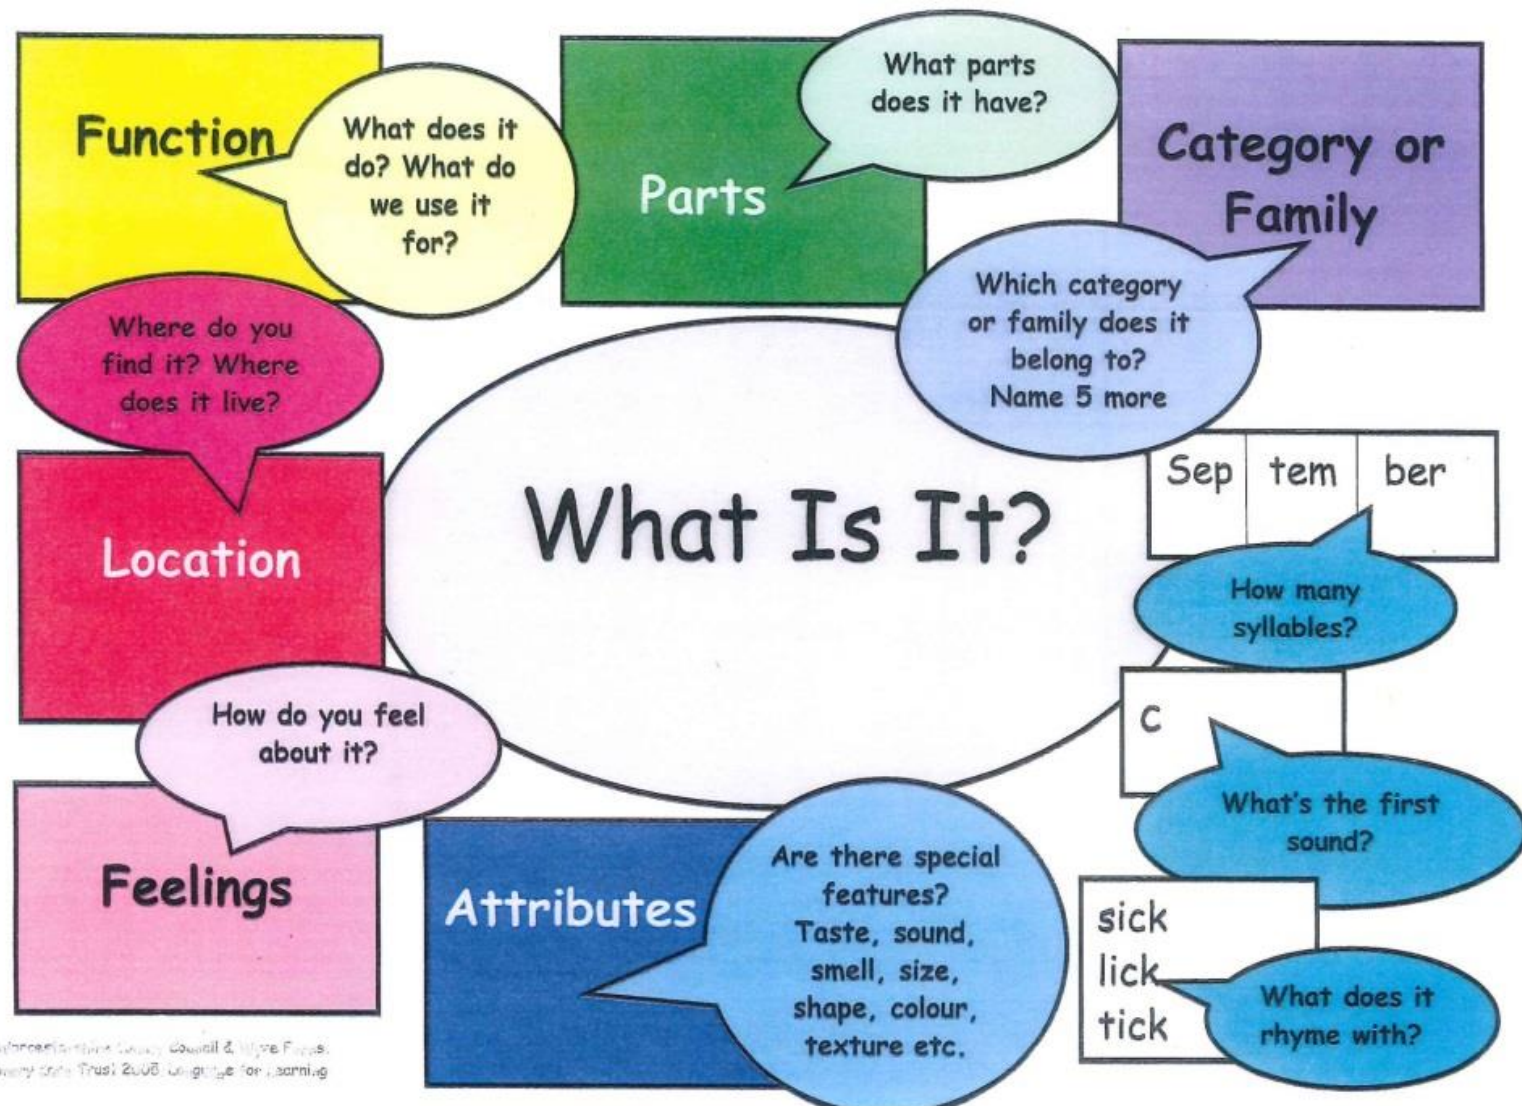 Function
What does it
do? What do
we use it
for?
Parts
What parts
does it have?
Category or
Family
Which category
or family does it
belong to?
Name 5 more
Where do you
find it? Where
does it live?
Location
What Is It?
Sep tem ber
How many
syllables?
C
What's the first
sound?
How do you feel
about it?
Feelings
Attributes
Are there special
features?
Taste, sound,
smell, size,
shape, colour,
texture etc.
sick
lick
tick
What does it
rhyme with?
Council &
Trust 2008 for Learning